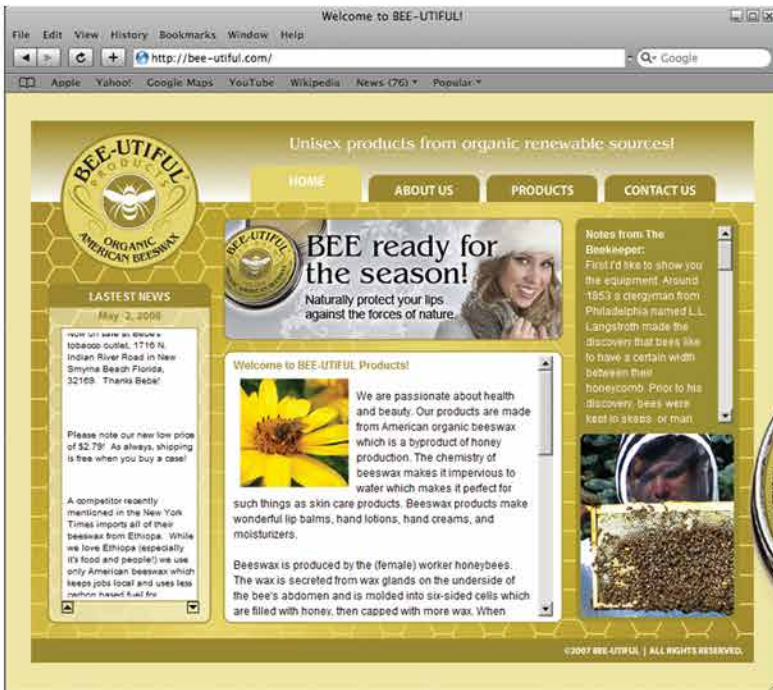 Welcome to BEE-UTIFUL!
File Edit View History Bookmarks Window Help
http://bee-utiful.com/
Google
Apple Yahoo! Google Maps YouTube Wikipedia News (76) Popular
BEE-UTIFUL
PRODUCTS
ORGANIC
AMERICAN BEESWAX
Unisex products from organic renewable sources!
HOME
ABOUT US
PRODUCTS
CONTACT US
LASTEST NEWS
May 2, 2008
Now on sale at Bebe's
tobacco outlet, 1716 N.
Indian River Road in New
Smyrna Beach Florida,
32169. Thanks Bebe!
Please note our new low price
of $2.79! As always, shipping
is free when you buy a case!
A competitor recently
mentioned in the New York
Times imports all of their
beeswax from Ethiopa. While
we love Ethiopa (especially
it's food and people!) we use
only American beeswax which
keeps jobs local and uses less
carbon based fuel for
BEE-UTIFUL
BEE ready for
the season!
Naturally protect your lips
against the forces of nature.
Welcome to BEE-UTIFUL Products!
We are passionate about health
and beauty. Our products are made
from American organic beeswax
which is a byproduct of honey
production. The chemistry of
beeswax makes it impervious to
water which makes it perfect for
such things as skin care products. Beeswax products make
wonderful lip balms, hand lotions, hand creams, and
moisturizers.
Beeswax is produced by the (female) worker honeybees.
The wax is secreted from wax glands on the underside of
the bee's abdomen and is molded into six-sided cells which
are filled with honey, then capped with more wax. When
Notes from The
Beekeeper:
First I'd like to show you
the equipment. Around
1853 a clergyman from
Philadelphia named L.L.
Langstroth made the
discovery that bees like
to have a certain width
between their
honeycomb. Prior to his
discovery, bees were
kept in skeps, or man
©2007 BEE-UTIFUL | ALL RIGHTS RESERVED.